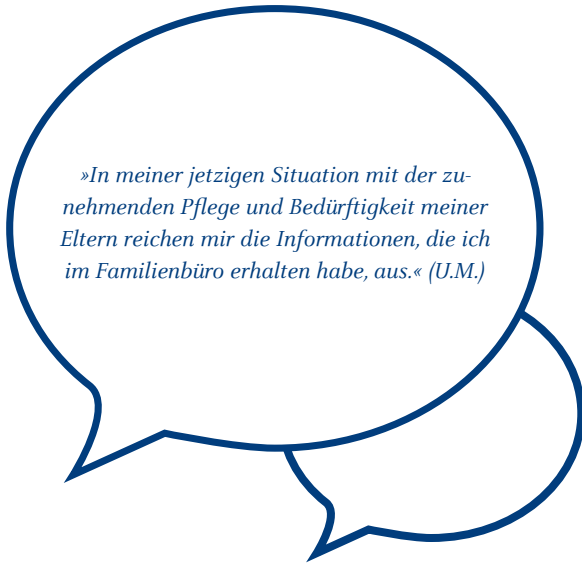 »In meiner jetzigen Situation mit der zu-
nehmenden Pflege und Bedürftigkeit meiner
Eltern reichen mir die Informationen, die ich
im Familienbüro erhalten habe, aus.« (U.M.)